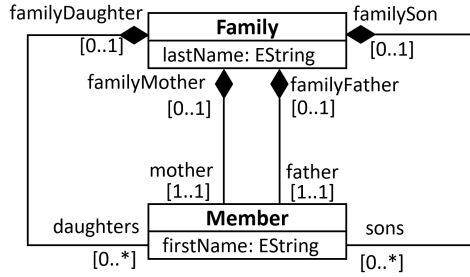 familyDaughter
Family
familySon
[0..1]
lastName: EString
[0..1]
familyMother
familyFather
[0..1]
[0..1]
mother
father
[1..1]
[1..1]
daughters
Member
sons
[0..*]
firstName: EString
[0..*]